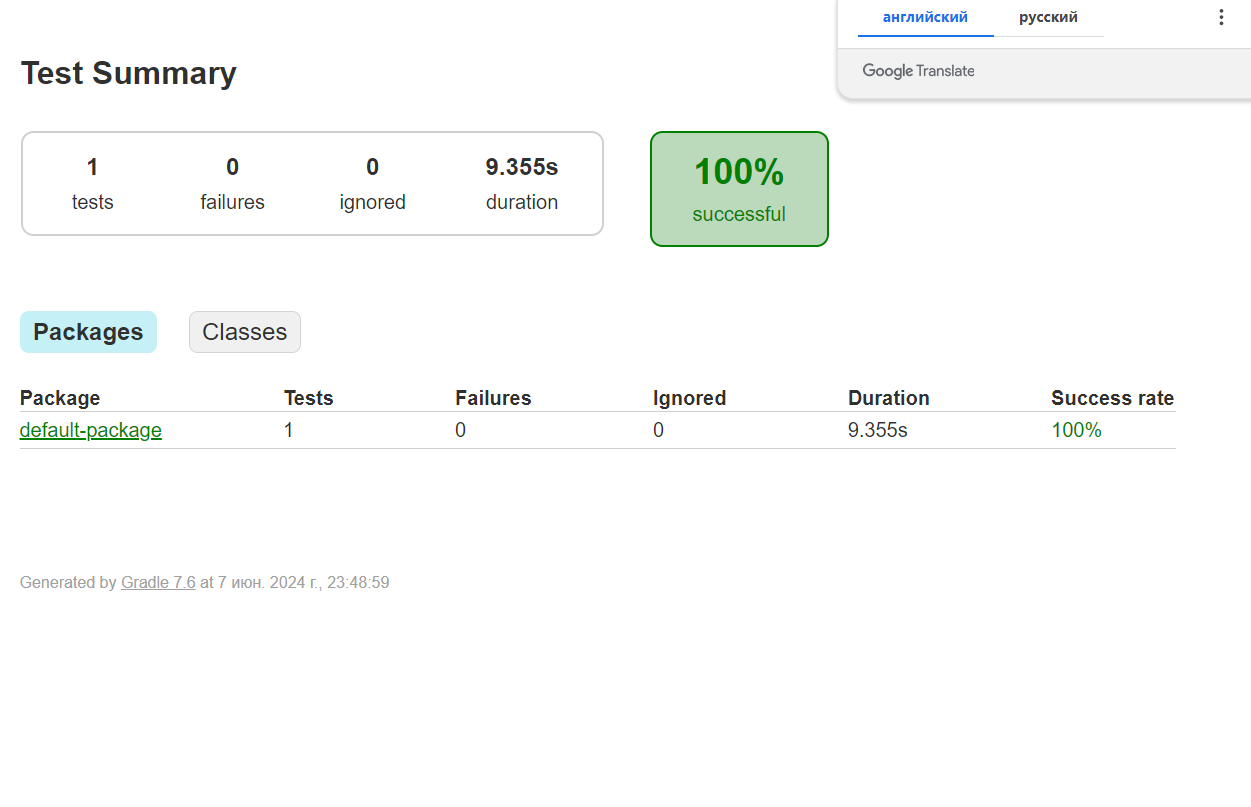 английский русский
Google Translate
Test Summary
1 0 0 9.355s
tests failures ignored duration
100%
successful
Packages Classes
Package Tests Failures Ignored Duration Success rate
default-package 1 0 0 9.355s 100%
Generated by Gradle 7.6 at 7 июн. 2024 г., 23:48:59